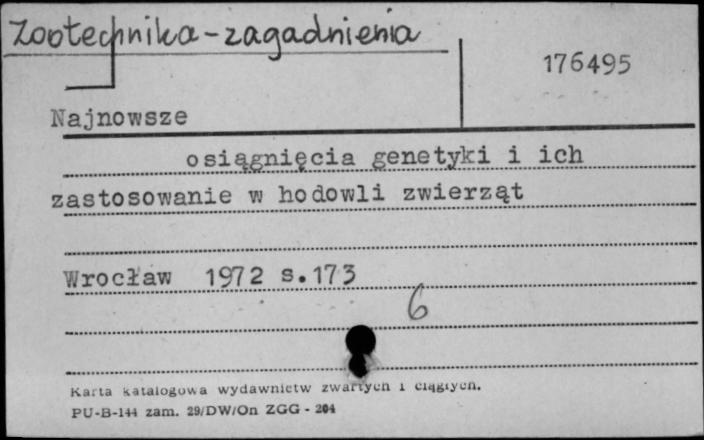 Zootechnika-zagadnienia
176495
Najnowsze
osiągnięcia genetyki i ich
zastosowanie w hodowli zwierząt
Wrocław 1972 s.173
6
Karta katalogowa wydawnictw zwartych i ciągłych.
PU-B-144 zam. 29/DW/On ZGG - 204